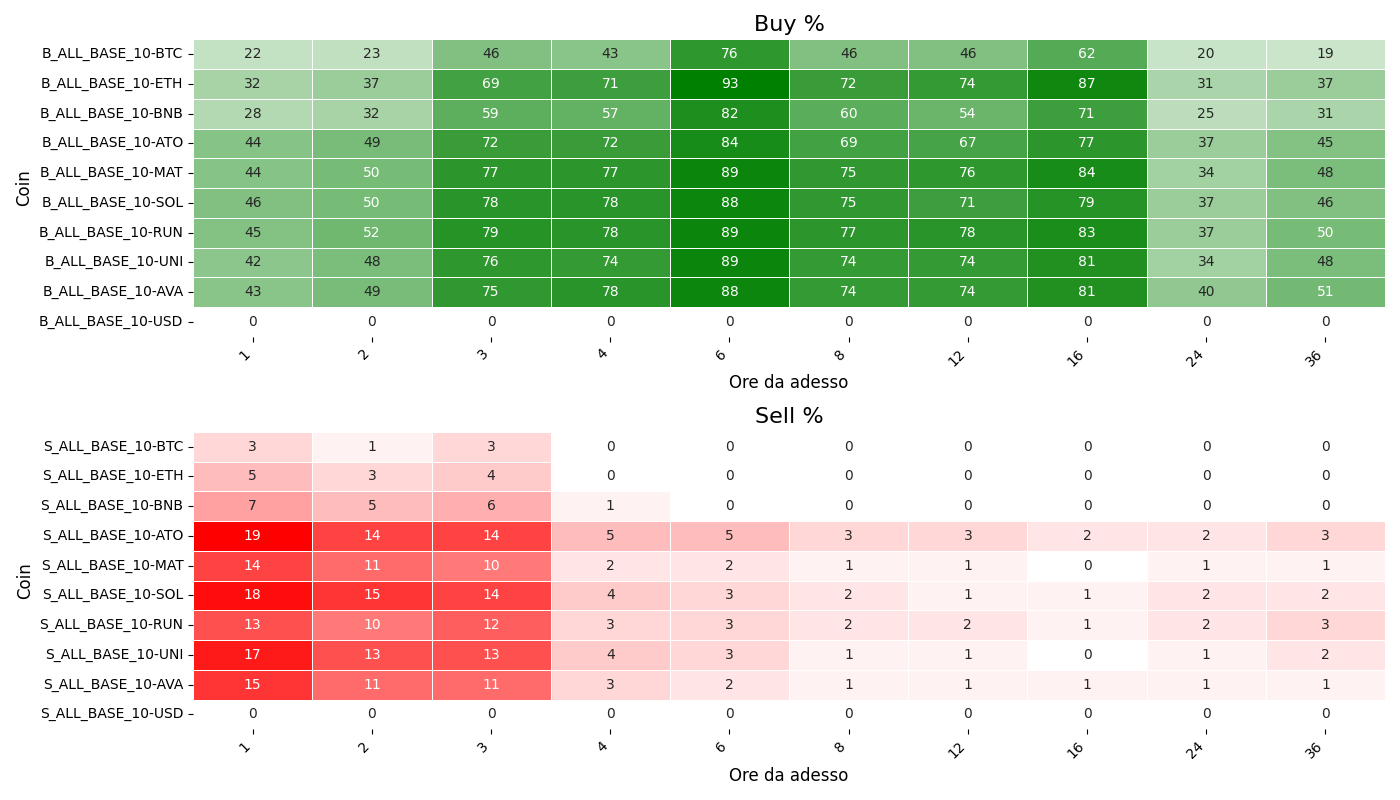 Buy %
Coin
B_ALL_BASE_10-BTC 22 23 46 43 76 46 46 62 20 19
B_ALL_BASE_10-ETH 32 37 69 71 93 72 74 87 31 37
B_ALL_BASE_10-BNB 28 32 59 57 82 60 54 71 25 31
B_ALL_BASE_10-ATO 44 49 72 72 84 69 67 77 37 45
B_ALL_BASE_10-MAT 44 50 77 77 89 75 76 84 34 48
B_ALL_BASE_10-SOL 46 50 78 78 88 75 71 79 37 46
B_ALL_BASE_10-RUN 45 52 79 78 89 77 78 83 37 50
B_ALL_BASE_10-UNI 42 48 76 74 89 74 74 81 34 48
B_ALL_BASE_10-AVA 43 49 75 78 88 74 74 81 40 51
B_ALL_BASE_10-USD 0 0 0 0 0 0 0 0 0 0
1 2 3 4 6 8 12 16 24 36
Ore da adesso
Sell %
Coin
S_ALL_BASE_10-BTC 3 1 3 0 0 0 0 0 0 0
S_ALL_BASE_10-ETH 5 3 4 0 0 0 0 0 0 0
S_ALL_BASE_10-BNB 7 5 6 1 0 0 0 0 0 0
S_ALL_BASE_10-ATO 19 14 14 5 5 3 3 2 2 3
S_ALL_BASE_10-MAT 14 11 10 2 2 1 1 0 1 1
S_ALL_BASE_10-SOL 18 15 14 4 3 2 1 1 2 2
S_ALL_BASE_10-RUN 13 10 12 3 3 2 2 1 2 3
S_ALL_BASE_10-UNI 17 13 13 4 3 1 1 0 1 2
S_ALL_BASE_10-AVA 15 11 11 3 2 1 1 1 1 1
S_ALL_BASE_10-USD 0 0 0 0 0 0 0 0 0 0
1 2 3 4 6 8 12 16 24 36
Ore da adesso